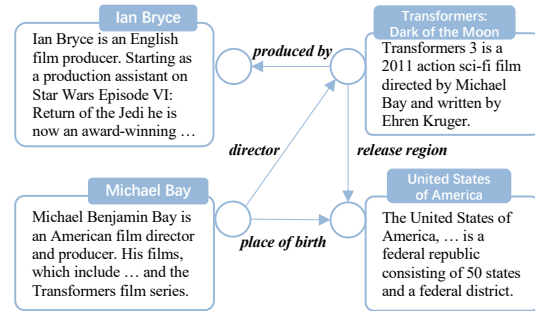 Ian Bryce
Ian Bryce is an English
film producer. Starting as
a production assistant on
Star Wars Episode VI:
Return of the Jedi he is
now an award-winning …
produced by
Transformers:
Dark of the Moon
Transformers 3 is a
2011 action sci-fi film
directed by Michael
Bay and written by
Ehren Kruger.
director
release region
Michael Bay
Michael Benjamin Bay is
an American film director
and producer. His films,
which include … and the
Transformers film series.
place of birth
United States
of America
The United States of
America, … is a
federal republic
consisting of 50 states
and a federal district.